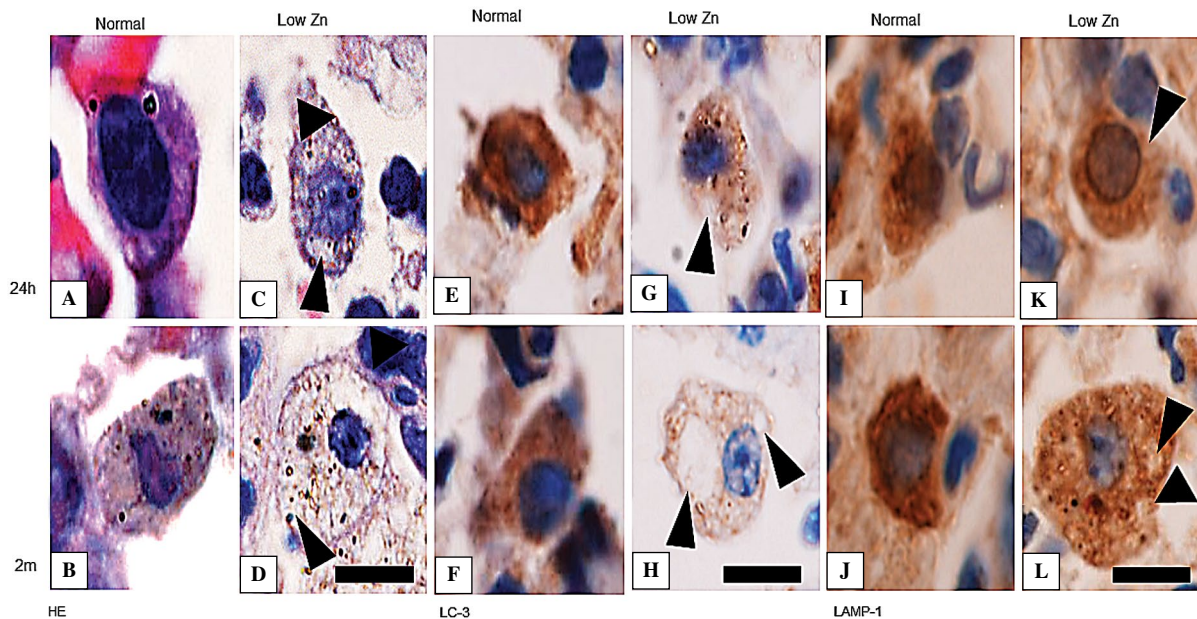 Normal Low Zn Normal Low Zn Normal Low Zn
24h
A C E G I K
2m
B D F H J L
HE LC-3 LAMP-1